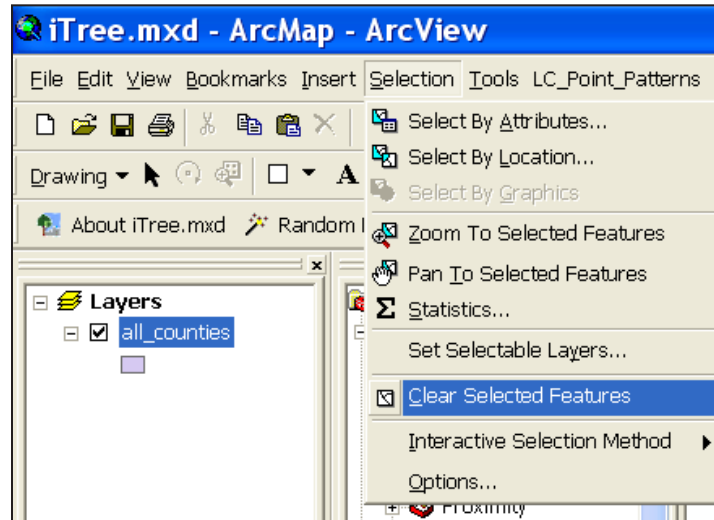 iTree.mxd - ArcMap - ArcView
File Edit View Bookmarks Insert Selection Tools LC_Point_Patterns
Select By Attributes...
Select By Location...
Select By Graphics
Zoom To Selected Features
Pan To Selected Features
Σ Statistics...
Set Selectable Layers...
Clear Selected Features
Interactive Selection Method
Options...
Drawing A
About iTree.mxd Random
Layers
all_counties
Proximity